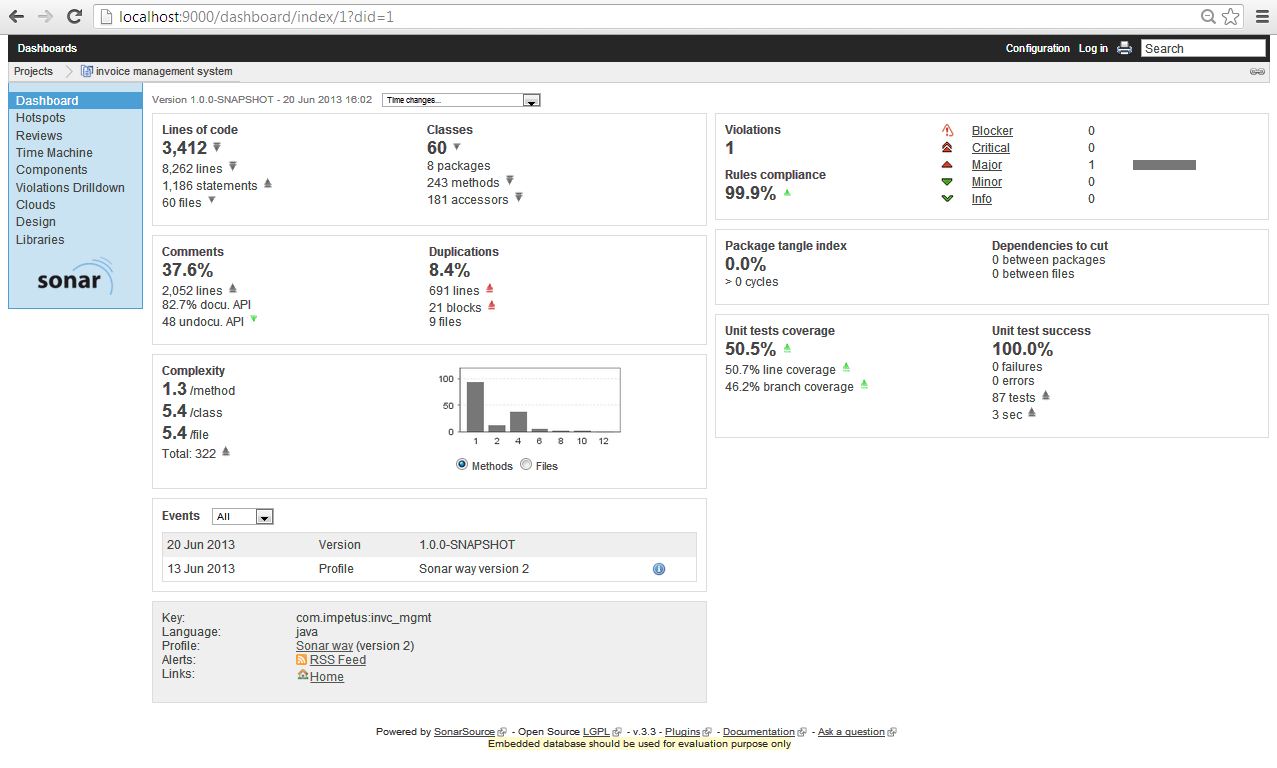 localhost:9000/dashboard/index/1?did=1
Dashboards
Configuration Log in Search
Projects invoice management system
Dashboard
Hotspots
Reviews
Time Machine
Components
Violations Drilldown
Clouds
Design
Libraries
sonar
Version 1.0.0-SNAPSHOT - 20 Jun 2013 16:02 Time changes...
Lines of code
3,412
8,262 lines
1,186 statements
60 files
Classes
60
8 packages
243 methods
181 accessors
Comments
37.6%
2,052 lines
82.7% docu. API
48 undocu. API
Duplications
8.4%
691 lines
21 blocks
9 files
Complexity
1.3 /method
5.4 /class
5.4 /file
Total: 322
100
50
0
1 2 4 6 8 10 12
Methods Files
Events All
20 Jun 2013 Version 1.0.0-SNAPSHOT
13 Jun 2013 Profile Sonar way version 2
Key: com.impetus:invc_mgmt
Language: java
Profile: Sonar way (version 2)
Alerts: RSS Feed
Links: Home
Violations
1
Rules compliance
99.9%
Blocker 0
Critical 0
Major 1
Minor 0
Info 0
Package tangle index
0.0%
> 0 cycles
Dependencies to cut
0 between packages
0 between files
Unit tests coverage
50.5%
50.7% line coverage
46.2% branch coverage
Unit test success
100.0%
0 failures
0 errors
87 tests
3 sec
Powered by SonarSource - Open Source LGPL - v.3.3 - Plugins - Documentation - Ask a question
Embedded database should be used for evaluation purpose only